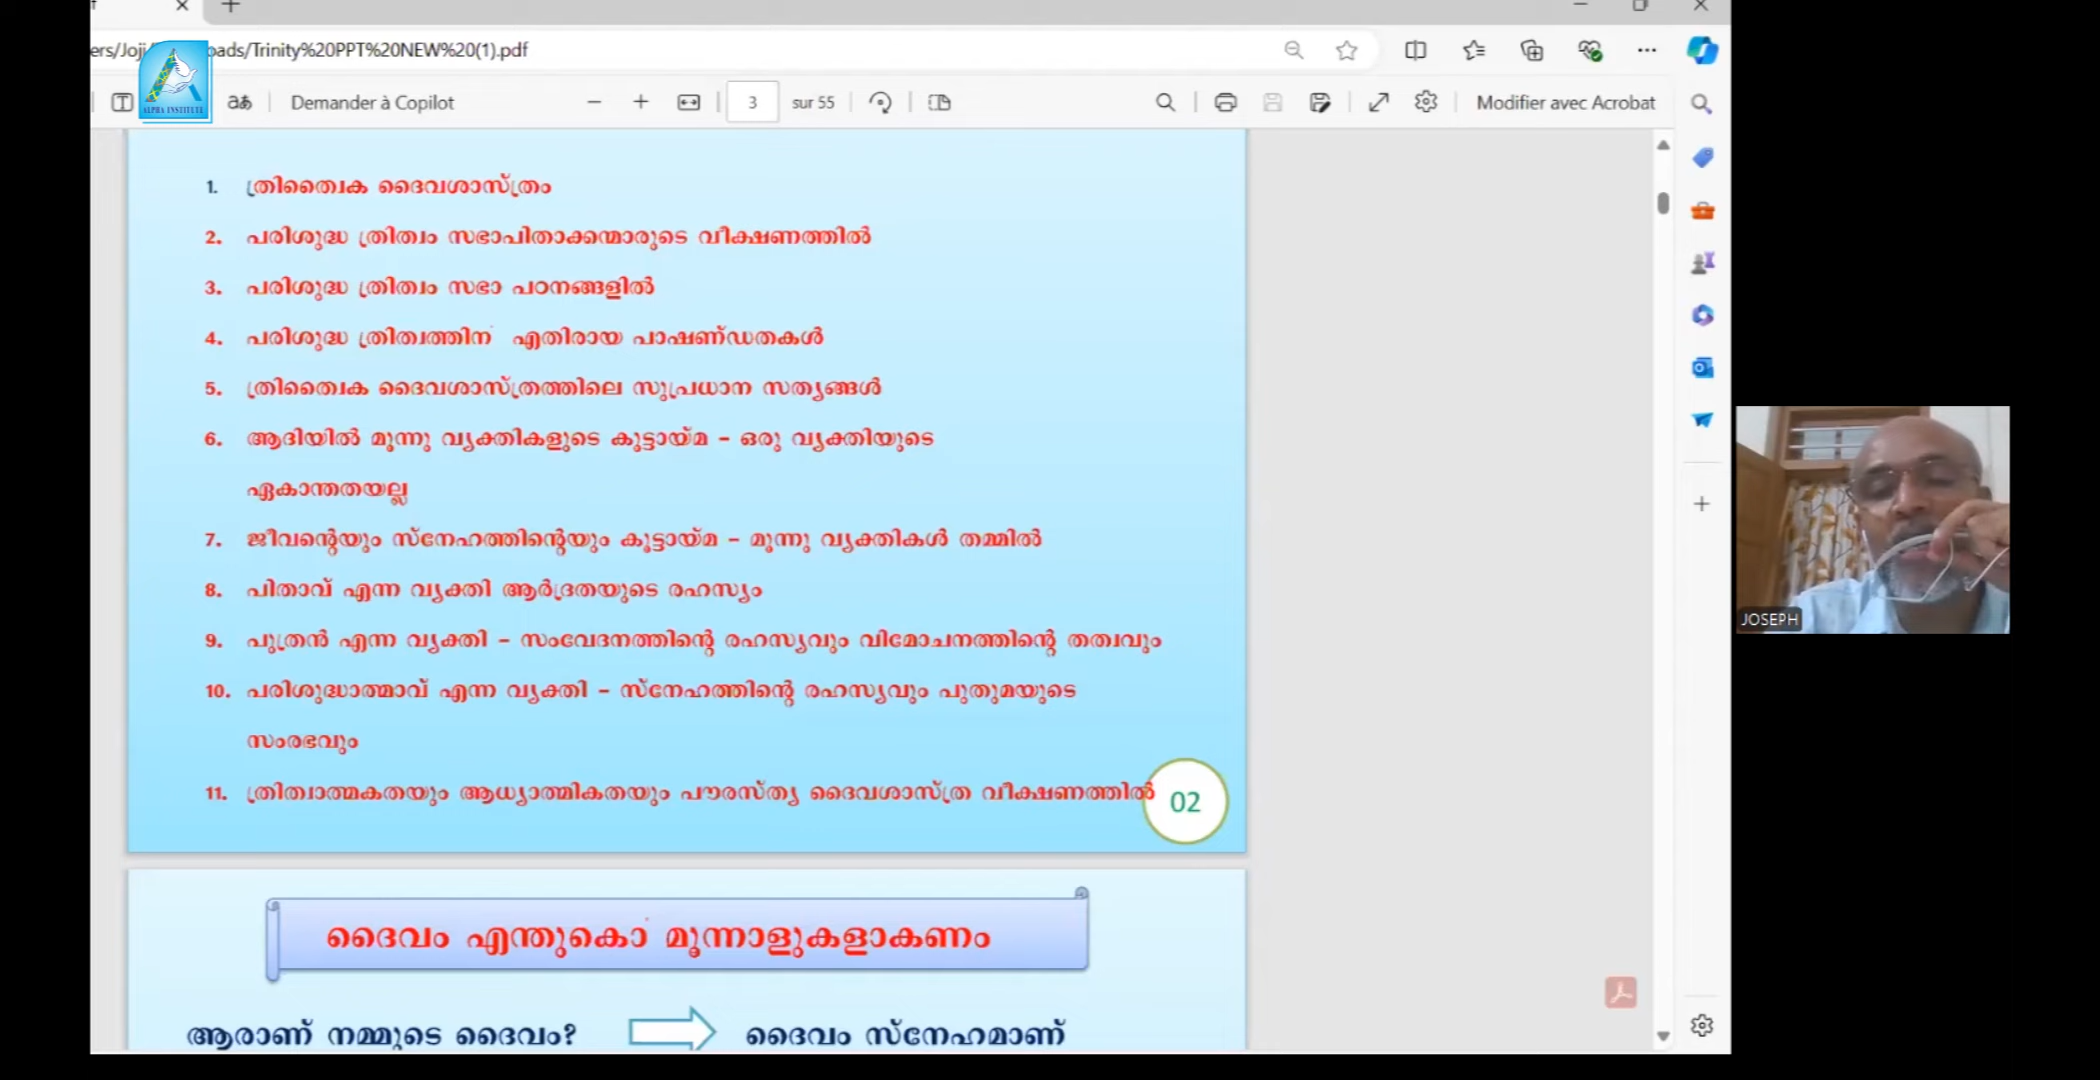 ers/Joji/ oads/Trinity%20PPT%20NEW%20(1).pdf
ALPHA INSTITUTE
aあ Demander à Copilot 3 sur 55 Modifier avec Acrobat
1. ത്രിത്വൈക ദൈവശാസ്ത്രം
2. പരിശുദ്ധ ത്രിത്വം സഭാപിതാക്കന്മാരുടെ വീക്ഷണത്തിൽ
3. പരിശുദ്ധ ത്രിത്വം സഭാ പഠനങ്ങളിൽ
4. പരിശുദ്ധ ത്രിത്വത്തിന് എതിരായ പാഷണ്ഡതകൾ
5. ത്രിത്വൈക ദൈവശാസ്ത്രത്തിലെ സുപ്രധാന സത്യങ്ങൾ
6. ആദിയിൽ മൂന്നു വ്യക്തികളുടെ കൂട്ടായ്മ – ഒരു വ്യക്തിയുടെ
ഏകാന്തതയല്ല
7. ജീവന്റെയും സ്നേഹത്തിന്റെയും കൂട്ടായ്മ – മൂന്നു വ്യക്തികൾ തമ്മിൽ
8. പിതാവ് എന്ന വ്യക്തി ആർദ്രതയുടെ രഹസ്യം
9. പുത്രൻ എന്ന വ്യക്തി – സംവേദനത്തിന്റെ രഹസ്യവും വിമോചനത്തിന്റെ തത്വവും
10. പരിശുദ്ധാത്മാവ് എന്ന വ്യക്തി – സ്നേഹത്തിന്റെ രഹസ്യവും പുതുമയുടെ
സംരഭവും
11. ത്രിത്വാത്മകതയും ആധ്യാത്മികതയും പൗരസ്ത്യ ദൈവശാസ്ത്ര വീക്ഷണത്തിൽ
02
ദൈവം എന്തുകൊ് മൂന്നാളുകളാകണം
ആരാണ് നമ്മുടെ ദൈവം? ദൈവം സ്നേഹമാണ്
JOSEPH